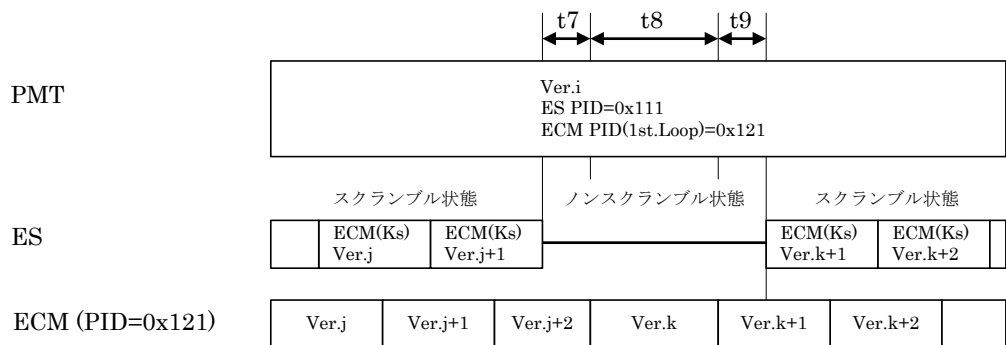 t7 t8 t9
PMT
Ver.i
ES PID=0x111
ECM PID(1st.Loop)=0x121
スクランブル状態 ノンスクランブル状態 スクランブル状態
ES
ECM(Ks) ECM(Ks) ECM(Ks) ECM(Ks)
Ver.j Ver.j+1 Ver.k+1 Ver.k+2
ECM (PID=0x121) Ver.j Ver.j+1 Ver.j+2 Ver.k Ver.k+1 Ver.k+2